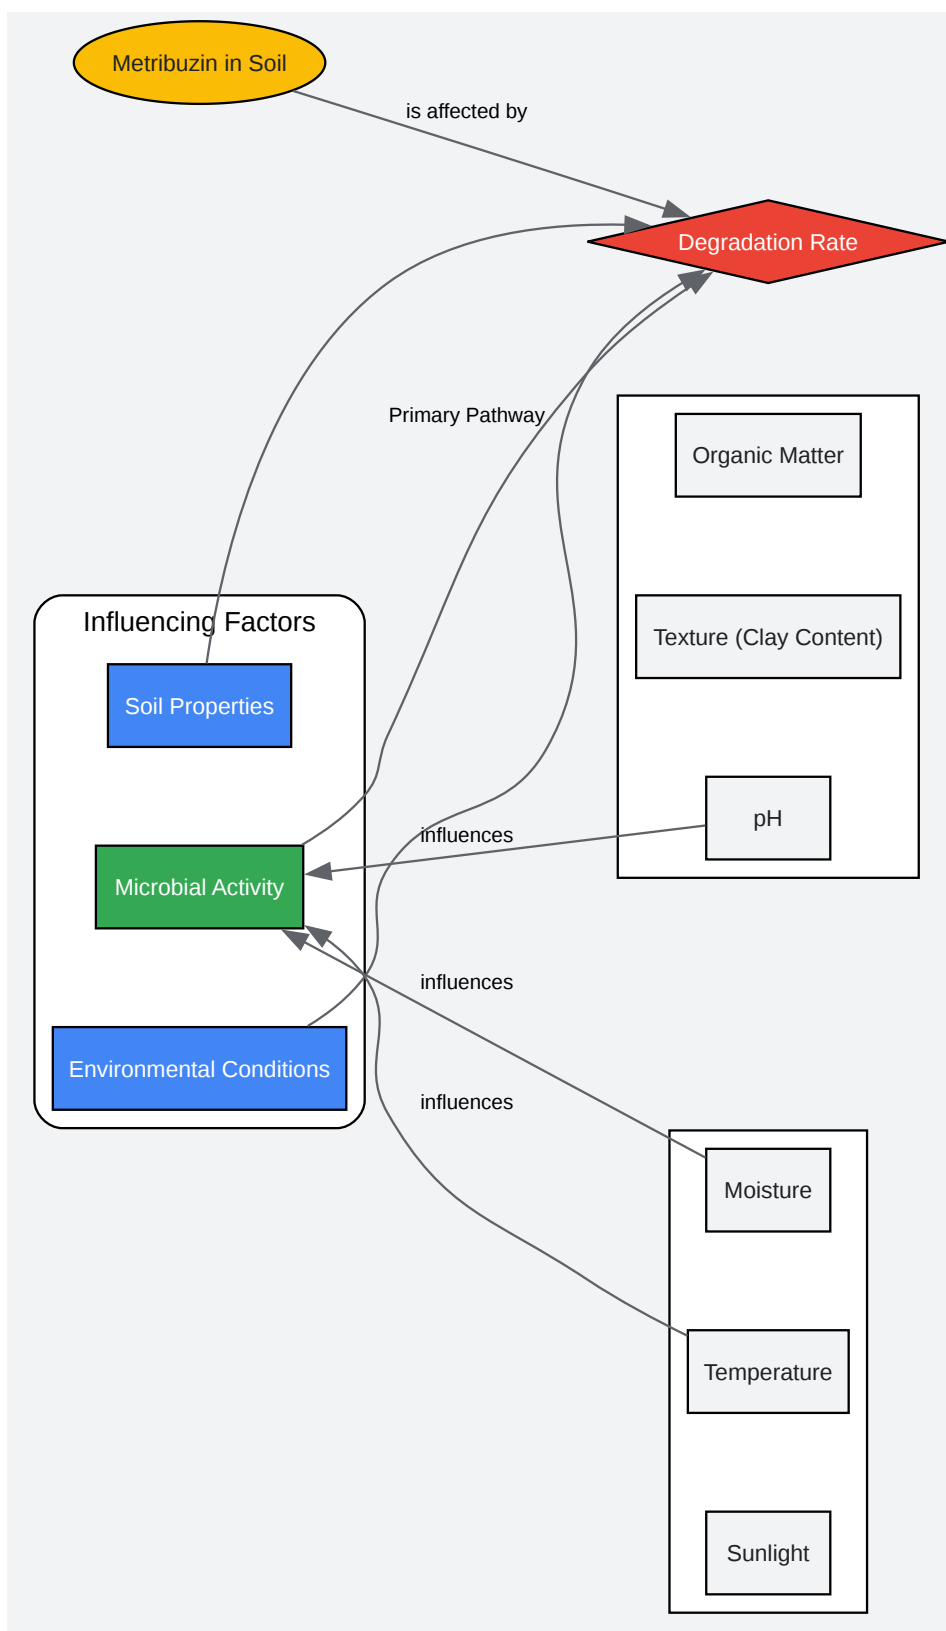 Metribuzin in Soil
is affected by
Degradation Rate
Primary Pathway
Organic Matter
Influencing Factors
Texture (Clay Content)
Soil Properties
pH
influences
Microbial Activity
influences
Environmental Conditions
influences
Moisture
Temperature
Sunlight